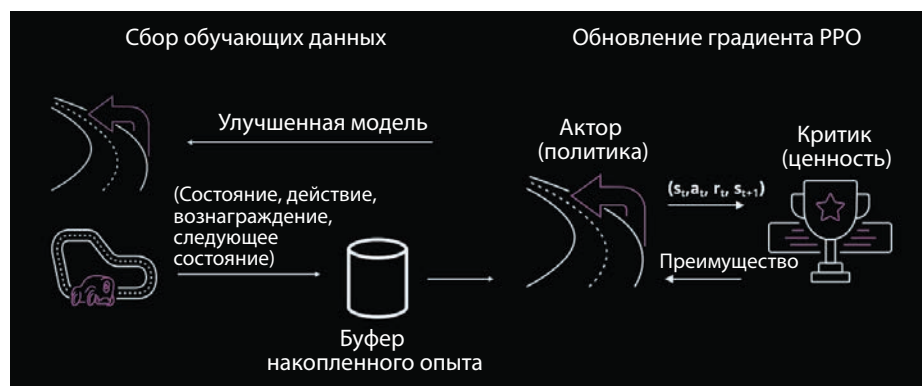 Сбор обучающих данных
Обновление градиента PPO
Улучшенная модель
Актор
(политика)
Критик
(ценность)
(Состояние, действие,
вознаграждение,
следующее
состояние)
(sₜ, aₜ, rₜ, sₜ₊₁)
Преимущество
Буфер
накопленного опыта